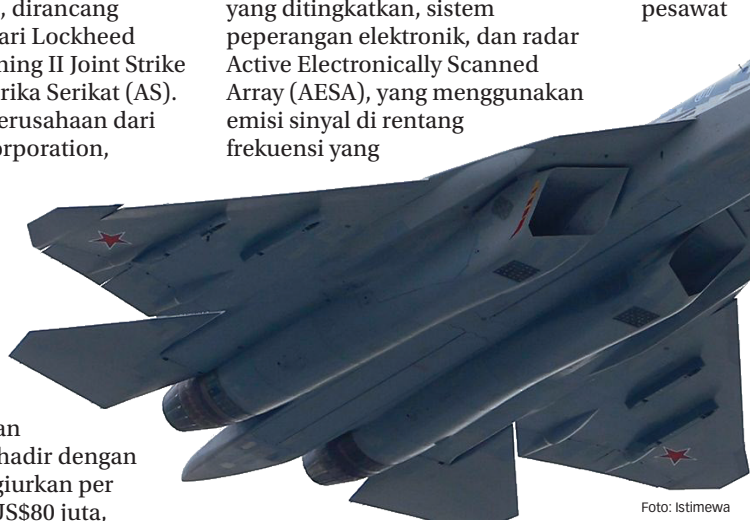 , dirancang
ari Lockheed
ning II Joint Strike
rika Serikat (AS).
erusahaan dari
orporation,
an
hadir dengan
giurkan per
US$80 juta,
yang ditingkatkan, sistem
peperangan elektronik, dan radar
Active Electronically Scanned
Array (AESA), yang menggunakan
emisi sinyal di rentang
frekuensi yang
pesawat
Foto: Istimewa